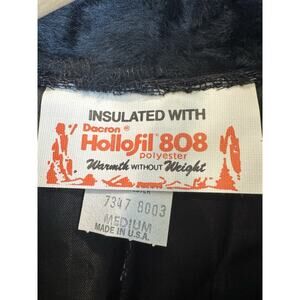 INSULATED WITH
Dacron ®
Hollofil 808
polyester
Warmth WITHOUT Weight
7347 8003
MEDIUM
MADE IN U.S.A.